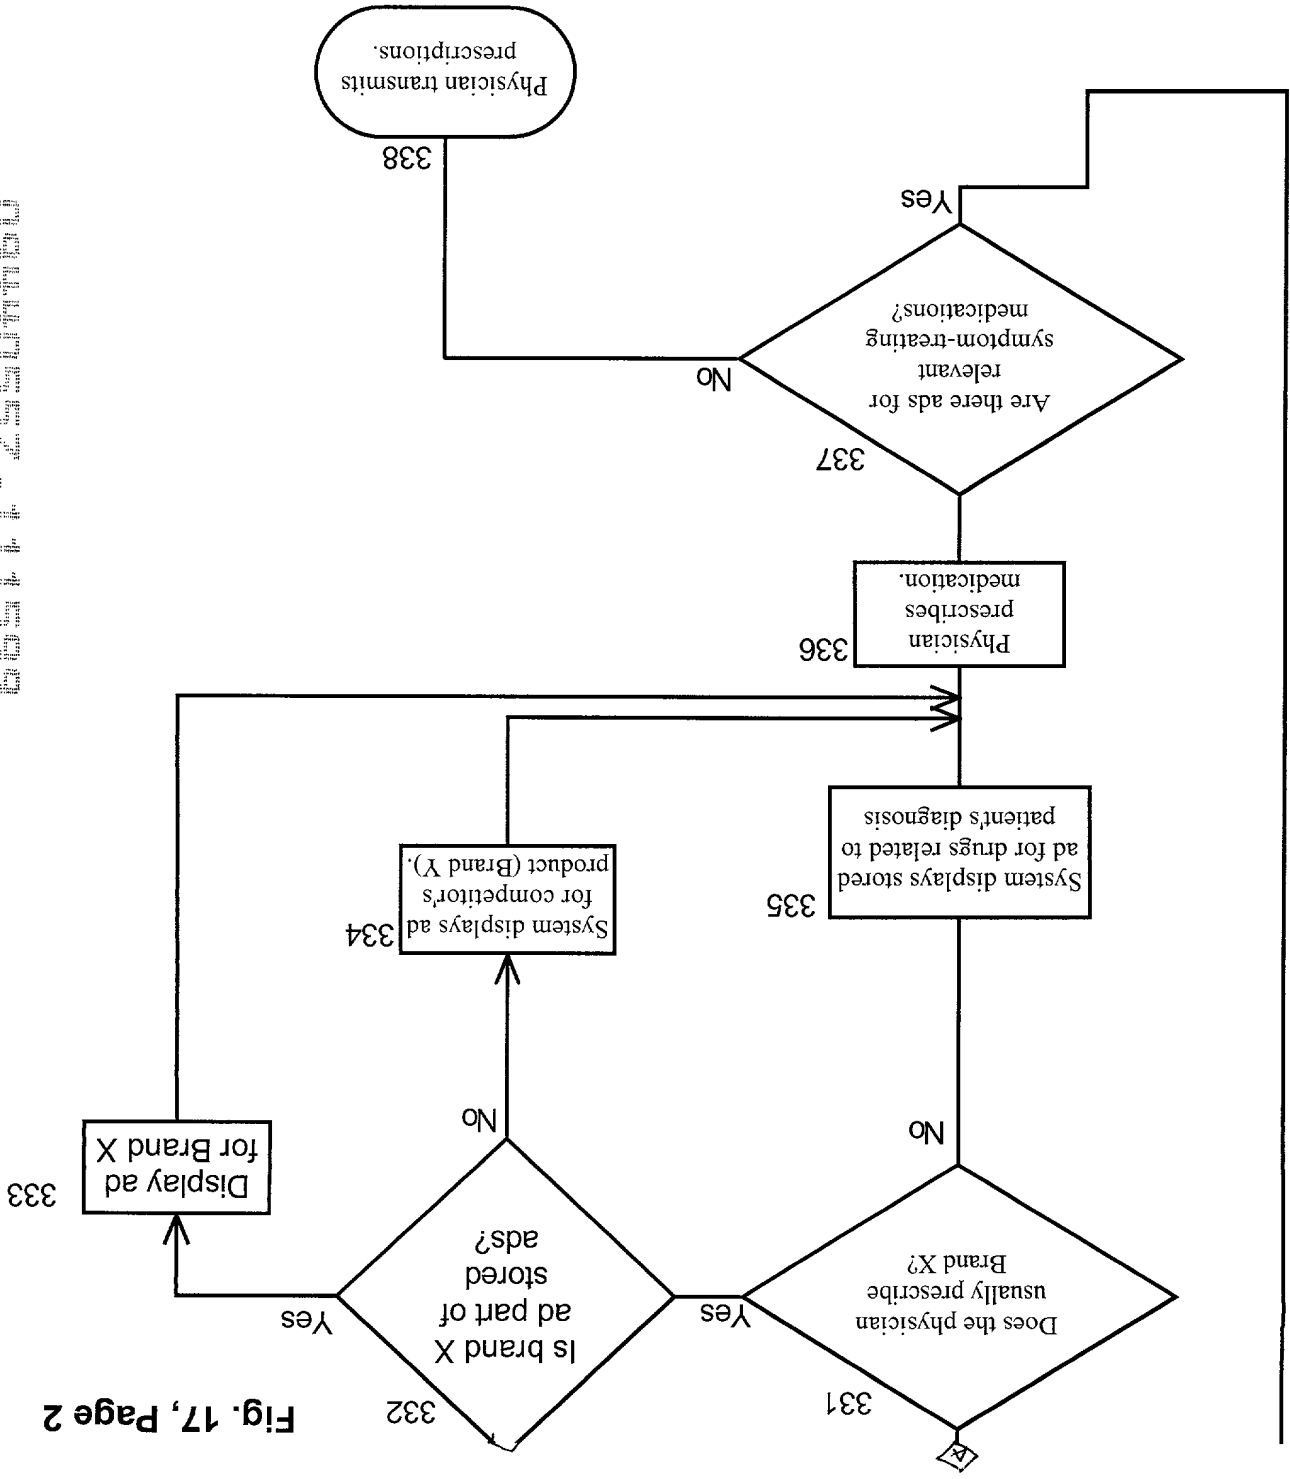 Fig. 17, Page 2
A
331
Does the physician
usually prescribe
Brand X?
Yes
No
332
Is brand X
ad part of
stored
ads?
Yes
No
333
Display ad
for Brand X
334
System displays ad
for competitor's
product (Brand Y).
335
System displays stored
ad for drugs related to
patient's diagnosis
336
Physician
prescribes
medication.
337
Are there ads for
relevant
symptom-treating
medications?
No
Yes
338
Physician transmits
prescriptions.